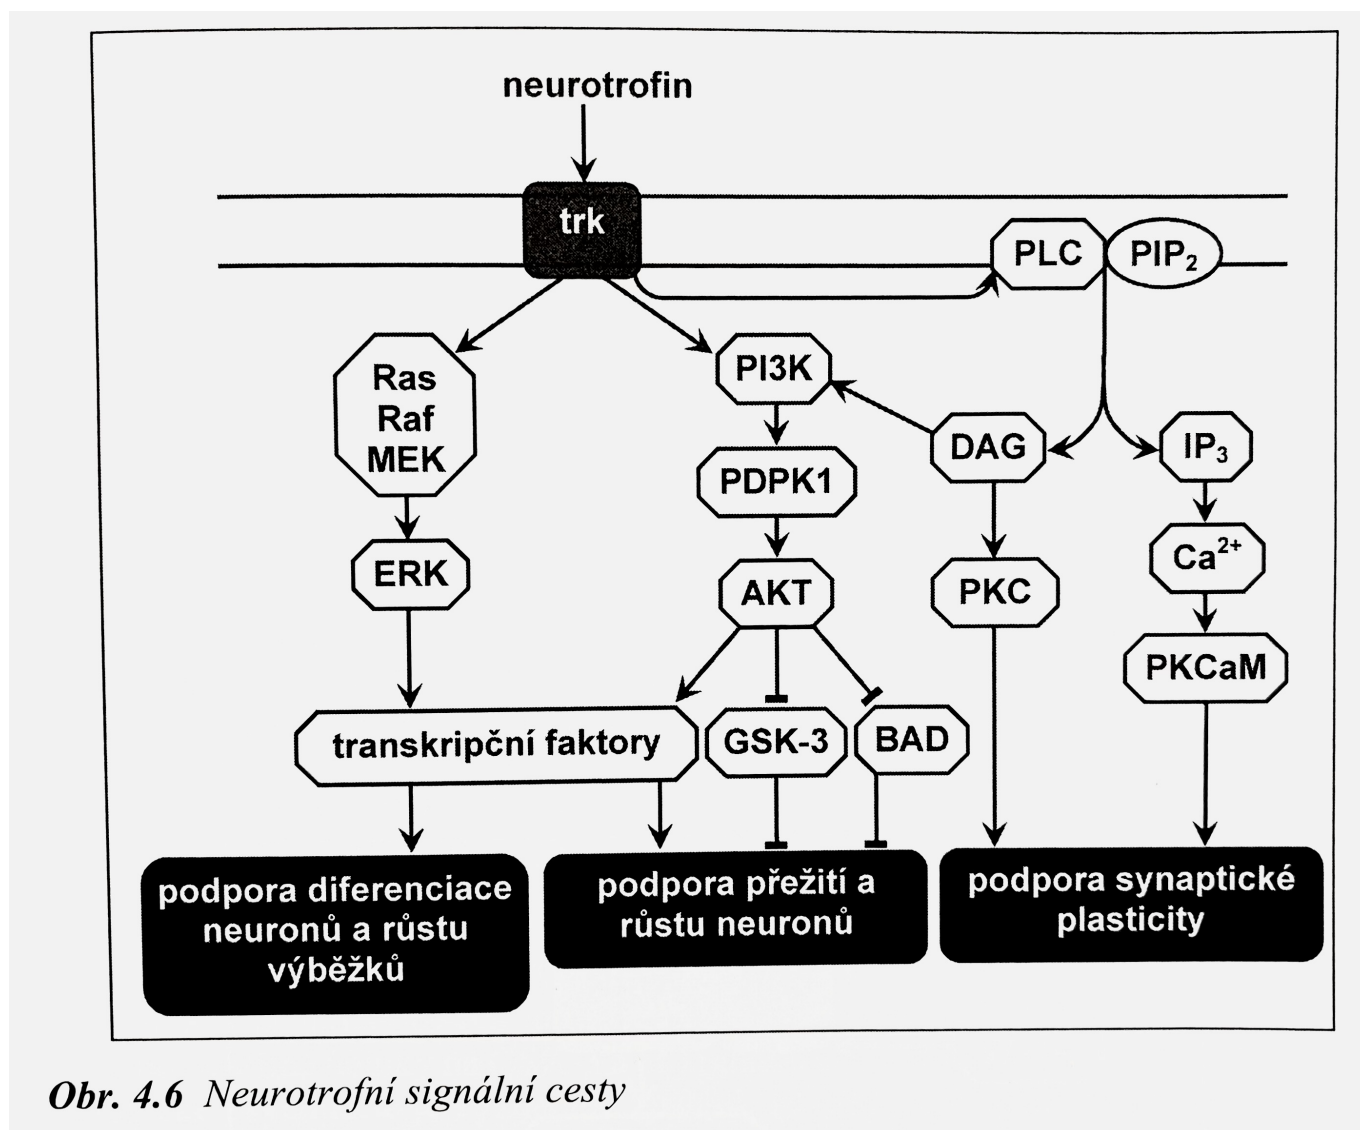 neurotrofin
trk
PLC
PIP₂
Ras
Raf
MEK
PI3K
DAG
IP₃
PDPK1
ERK
AKT
PKC
Ca²⁺
PKCaM
transkripční faktory
GSK-3
BAD
podpora diferenciace
neuronů a růstu
výběžků
podpora přežití a
růstu neuronů
podpora synaptické
plasticity
Obr. 4.6 Neurotrofní signální cesty